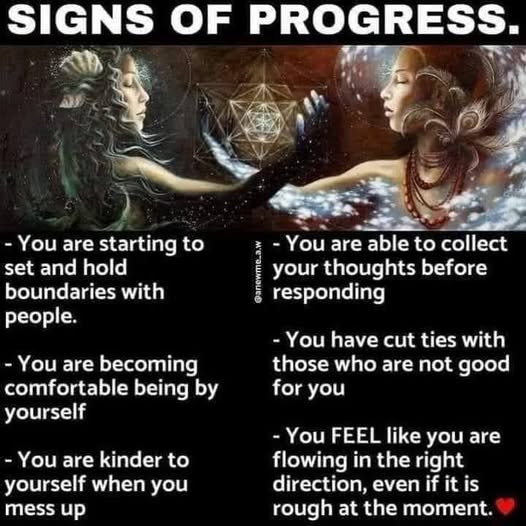 SIGNS OF PROGRESS.
- You are starting to
set and hold
boundaries with
people.
- You are becoming
comfortable being by
yourself
- You are kinder to
yourself when you
mess up
@anewme_a.w
- You are able to collect
your thoughts before
responding
- You have cut ties with
those who are not good
for you
- You FEEL like you are
flowing in the right
direction, even if it is
rough at the moment.❤️